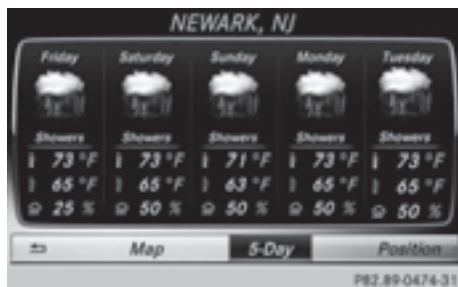 NEWARK, NJ
Friday Saturday Sunday Monday Tuesday
Showers Showers Showers Showers Showers
73 °F 73 °F 71 °F 73 °F 73 °F
65 °F 65 °F 63 °F 65 °F 65 °F
25 % 50 % 50 % 50 % 50 %
Map 5-Day Position
P82.89-0474-31